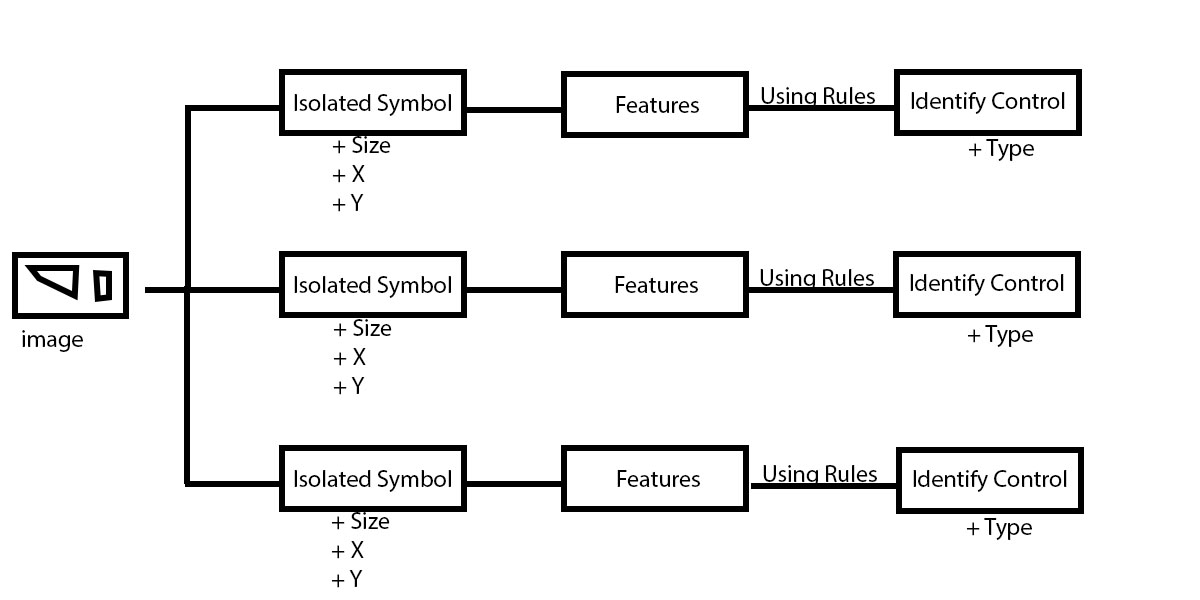 Isolated Symbol
+ Size
+ X
+ Y
Features
Using Rules
Identify Control
+ Type
image
Isolated Symbol
+ Size
+ X
+ Y
Features
Using Rules
Identify Control
+ Type
Isolated Symbol
+ Size
+ X
+ Y
Features
Using Rules
Identify Control
+ Type